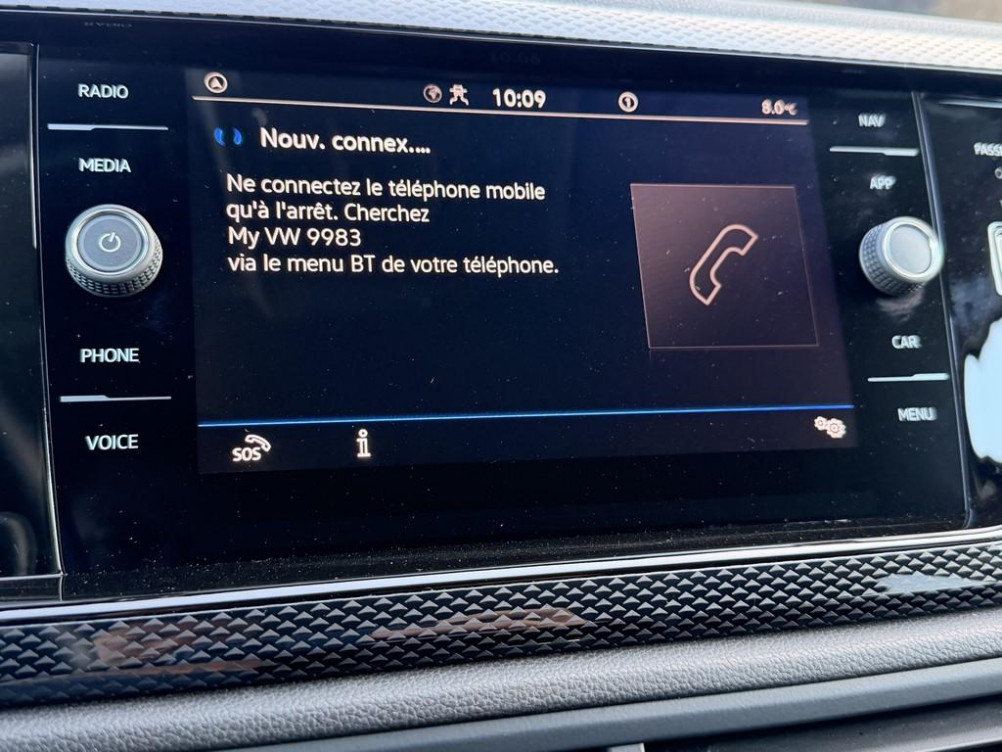 RADIO
MEDIA
PHONE
VOICE
10:09
8.0°C
Nouv. connex....
Ne connectez le téléphone mobile
qu'à l'arrêt. Cherchez
My VW 9983
via le menu BT de votre téléphone.
SOS
i
NAV
APP
CAR
MENU